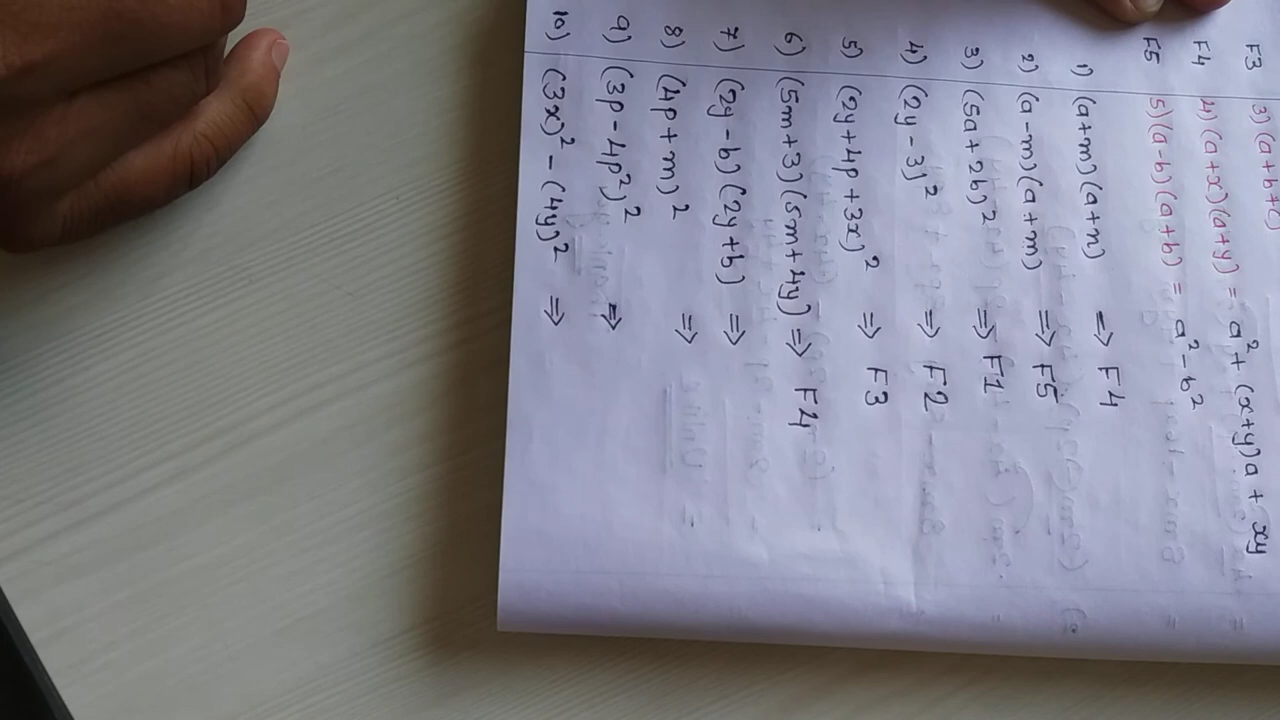 F3 3) (a+b+c)
F4 4) (a+x)(a+y) = a² + (x+y)a + xy
F5 5) (a-b)(a+b) = a² - b²
1) (a+m)(a+n) ⇒ F4
2) (a-m)(a+m) ⇒ F5
3) (5a+2b)² ⇒ F1
4) (2y-3)² ⇒ F2
5) (2y+4p+3x)² ⇒ F3
6) (5m+3)(5m+4y) ⇒ F4
7) (2y-b)(2y+b) ⇒
8) (4p+m)² ⇒
9) (3p-4p²)² ⇒
10) (3x)² - (4y)² ⇒